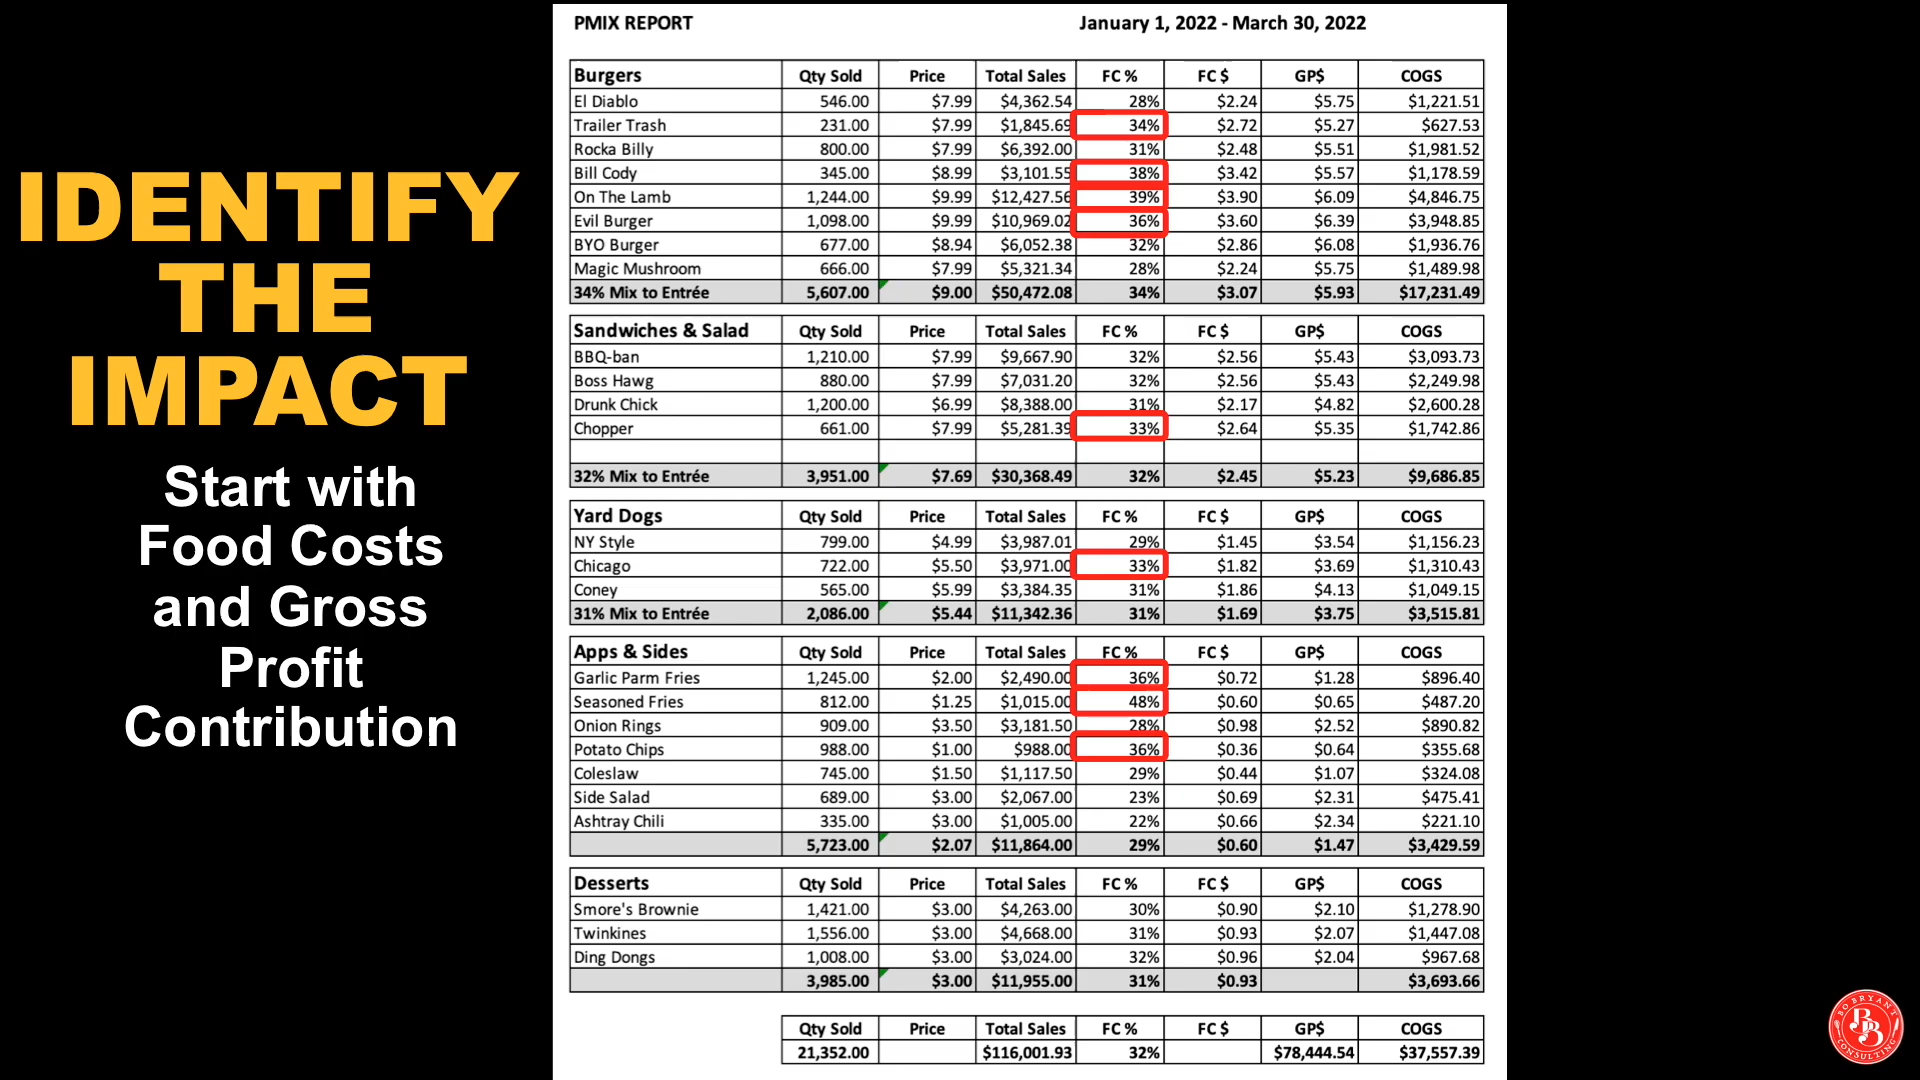 IDENTIFY
THE
IMPACT
Start with
Food Costs
and Gross
Profit
Contribution
PMIX REPORT January 1, 2022 - March 30, 2022
Burgers Qty Sold Price Total Sales FC % FC $ GP$ COGS
El Diablo 546.00 $7.99 $4,362.54 28% $2.24 $5.75 $1,221.51
Trailer Trash 231.00 $7.99 $1,845.69 34% $2.72 $5.27 $627.53
Rocka Billy 800.00 $7.99 $6,392.00 31% $2.48 $5.51 $1,981.52
Bill Cody 345.00 $8.99 $3,101.55 38% $3.42 $5.57 $1,178.59
On The Lamb 1,244.00 $9.99 $12,427.56 39% $3.90 $6.09 $4,846.75
Evil Burger 1,098.00 $9.99 $10,969.02 36% $3.60 $6.39 $3,948.85
BYO Burger 677.00 $8.94 $6,052.38 32% $2.86 $6.08 $1,936.76
Magic Mushroom 666.00 $7.99 $5,321.34 28% $2.24 $5.75 $1,489.98
34% Mix to Entrée 5,607.00 $9.00 $50,472.08 34% $3.07 $5.93 $17,231.49
Sandwiches & Salad Qty Sold Price Total Sales FC % FC $ GP$ COGS
BBQ-ban 1,210.00 $7.99 $9,667.90 32% $2.56 $5.43 $3,093.73
Boss Hawg 880.00 $7.99 $7,031.20 32% $2.56 $5.43 $2,249.98
Drunk Chick 1,200.00 $6.99 $8,388.00 31% $2.17 $4.82 $2,600.28
Chopper 661.00 $7.99 $5,281.39 33% $2.64 $5.35 $1,742.86
32% Mix to Entrée 3,951.00 $7.69 $30,368.49 32% $2.45 $5.23 $9,686.85
Yard Dogs Qty Sold Price Total Sales FC % FC $ GP$ COGS
NY Style 799.00 $4.99 $3,987.01 29% $1.45 $3.54 $1,156.23
Chicago 722.00 $5.50 $3,971.00 33% $1.82 $3.69 $1,310.43
Coney 565.00 $5.99 $3,384.35 31% $1.86 $4.13 $1,049.15
31% Mix to Entrée 2,086.00 $5.44 $11,342.36 31% $1.69 $3.75 $3,515.81
Apps & Sides Qty Sold Price Total Sales FC % FC $ GP$ COGS
Garlic Parm Fries 1,245.00 $2.00 $2,490.00 36% $0.72 $1.28 $896.40
Seasoned Fries 812.00 $1.25 $1,015.00 48% $0.60 $0.65 $487.20
Onion Rings 909.00 $3.50 $3,181.50 28% $0.98 $2.52 $890.82
Potato Chips 988.00 $1.00 $988.00 36% $0.36 $0.64 $355.68
Coleslaw 745.00 $1.50 $1,117.50 29% $0.44 $1.07 $324.08
Side Salad 689.00 $3.00 $2,067.00 23% $0.69 $2.31 $475.41
Ashtray Chili 335.00 $3.00 $1,005.00 22% $0.66 $2.34 $221.10
5,723.00 $2.07 $11,864.00 29% $0.60 $1.47 $3,429.59
Desserts Qty Sold Price Total Sales FC % FC $ GP$ COGS
Smore's Brownie 1,421.00 $3.00 $4,263.00 30% $0.90 $2.10 $1,278.90
Twinkines 1,556.00 $3.00 $4,668.00 31% $0.93 $2.07 $1,447.08
Ding Dongs 1,008.00 $3.00 $3,024.00 32% $0.96 $2.04 $967.68
3,985.00 $3.00 $11,955.00 31% $0.93 $3,693.66
Qty Sold Price Total Sales FC % FC $ GP$ COGS
21,352.00 $116,001.93 32% $78,444.54 $37,557.39
BO BRYANT
BB
CONSULTING